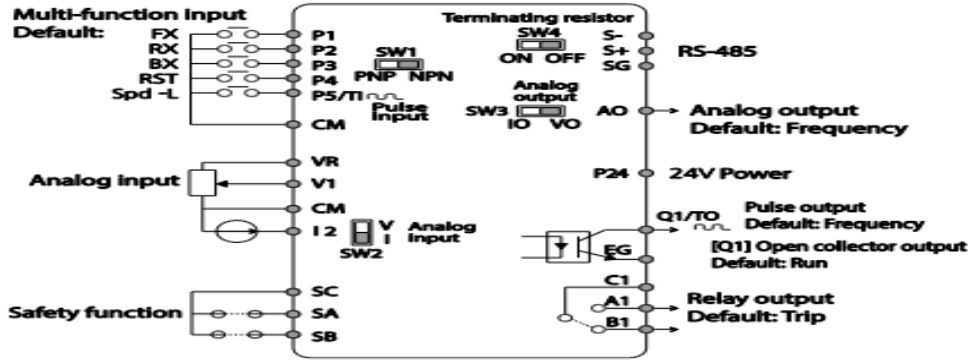 Multi-function input
Default:
FX
RX
BX
RST
Spd -L
P1
P2
P3
P4
P5/TI
Pulse
input
CM
SW1
PNP NPN
Terminating resistor
SW4
ON OFF
S-
S+
SG
RS-485
Analog
output
SW3
IO VO
AO
Analog output
Default: Frequency
Analog input
VR
V1
CM
I 2
V
I
Analog
Input
SW2
P24
24V Power
Q1/TO
Pulse output
Default: Frequency
EG
[Q1] Open collector output
Default: Run
Safety function
SC
SA
SB
C1
A1
B1
Relay output
Default: Trip